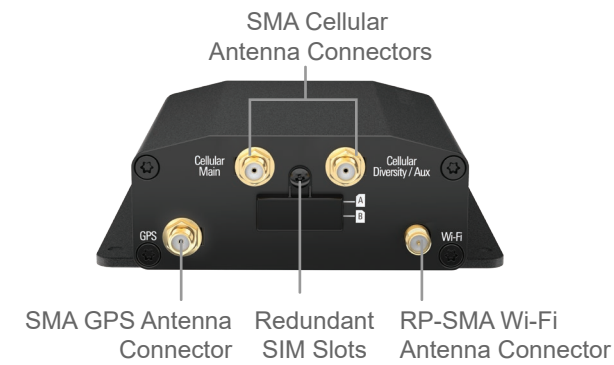 SMA Cellular
Antenna Connectors
Cellular
Main
Cellular
Diversity / Aux
A
B
GPS
Wi-Fi
SMA GPS Antenna
Connector
Redundant
SIM Slots
RP-SMA Wi-Fi
Antenna Connector